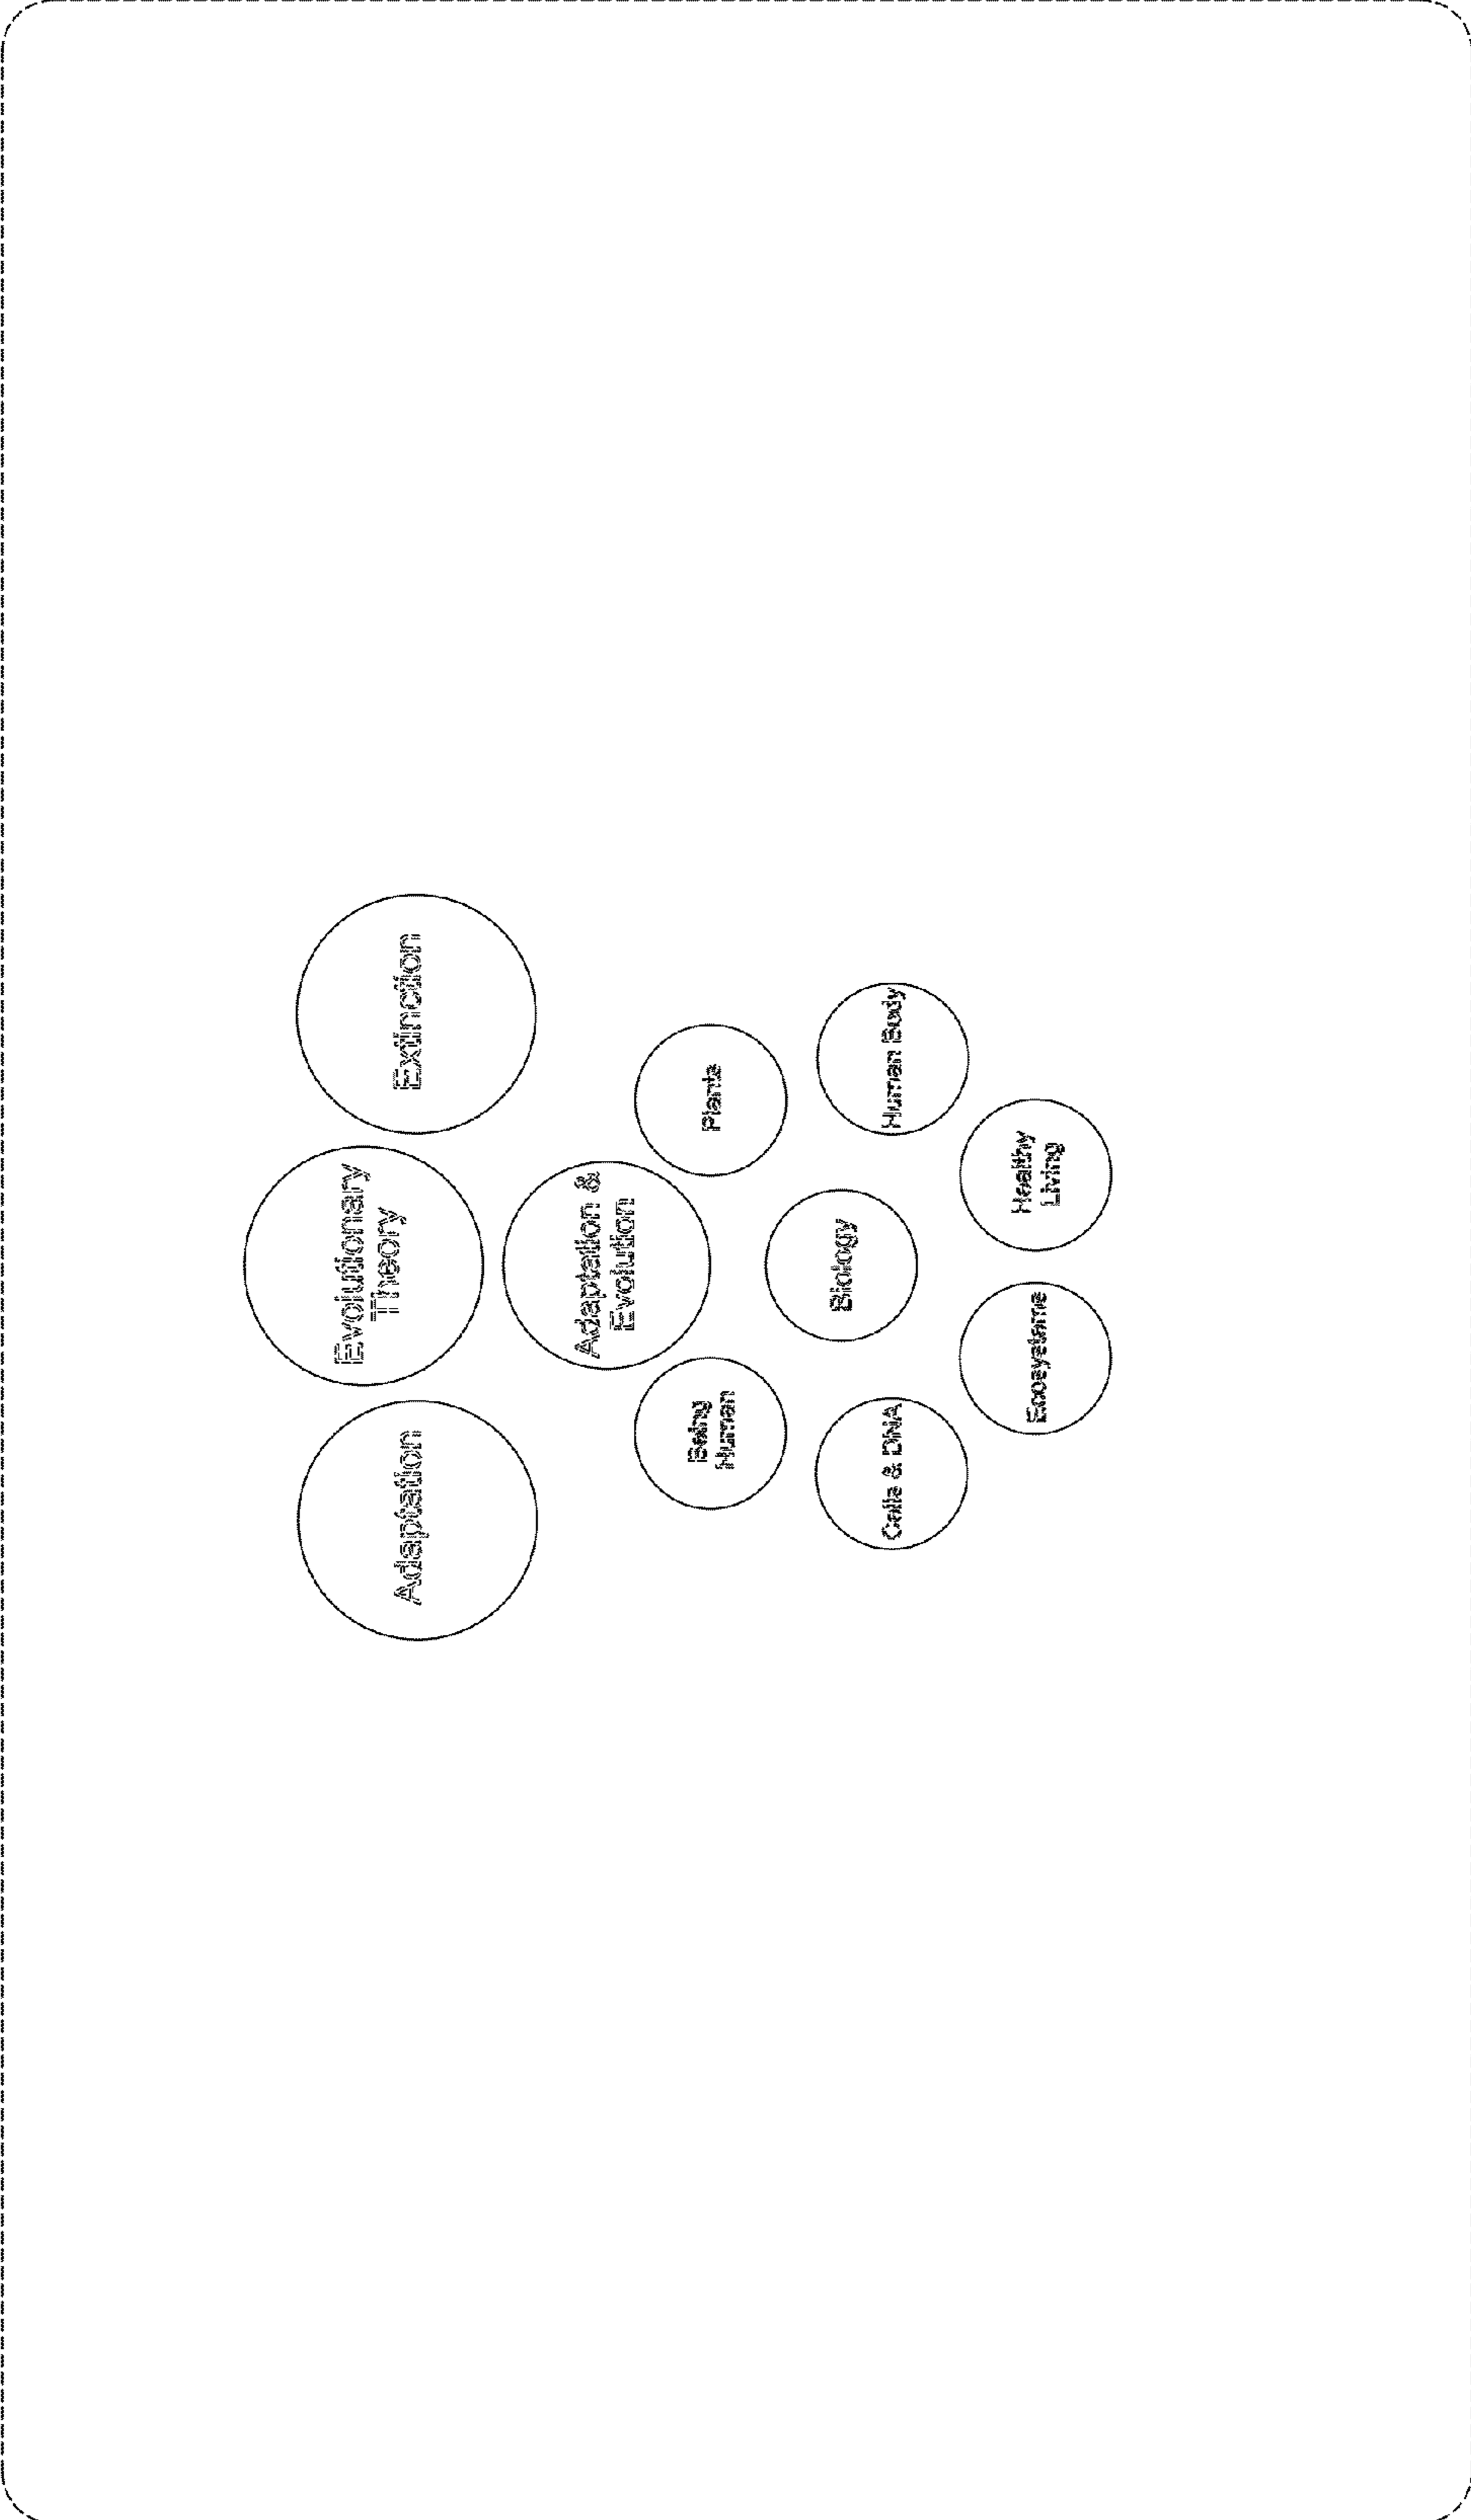 Evolutionary
Theory
Adaptation
Extinction
Adaptation &
Evolution
Being
Human
Plants
Biology
Cells & DNA
Human Body
Ecosystems
Healthy
Living